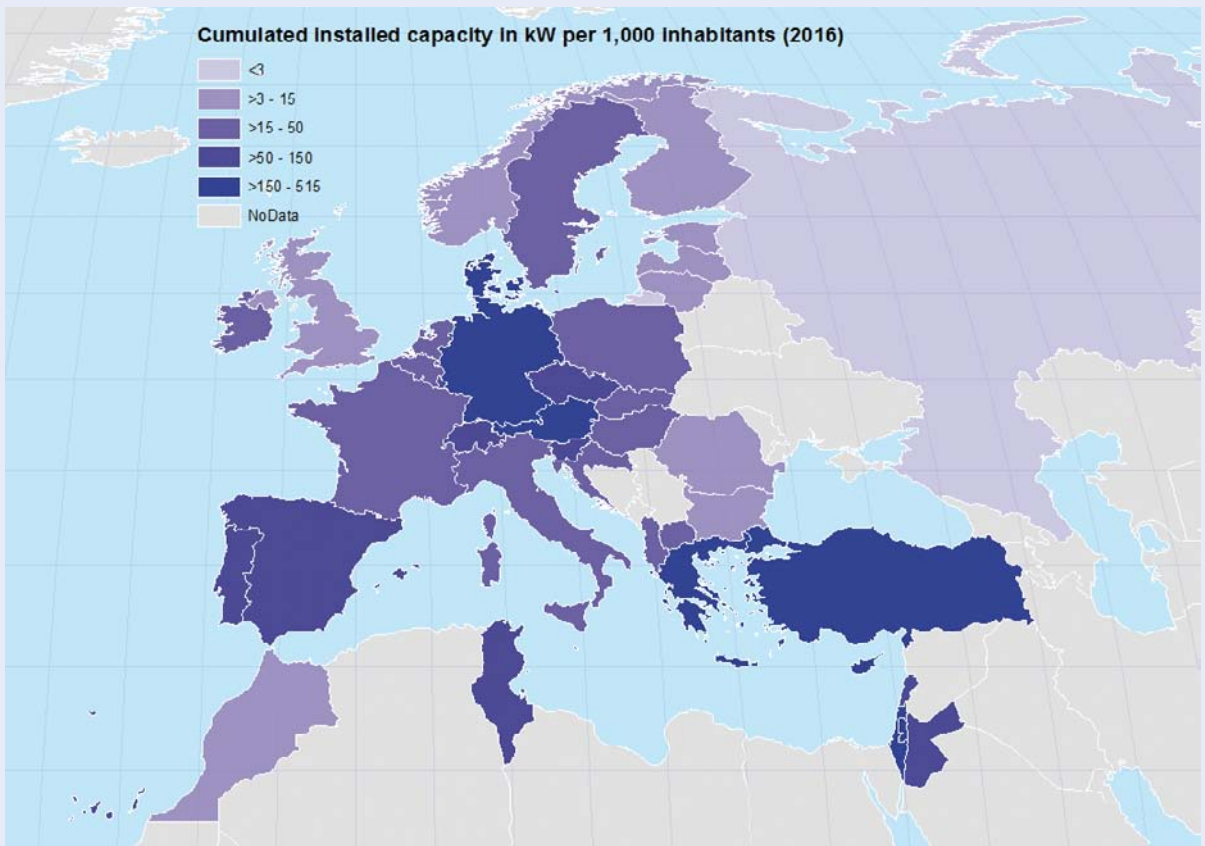 Cumulated installed capacity in kW per 1,000 inhabitants (2016)
<3
>3 - 15
>15 - 50
>50 - 150
>150 - 515
NoData